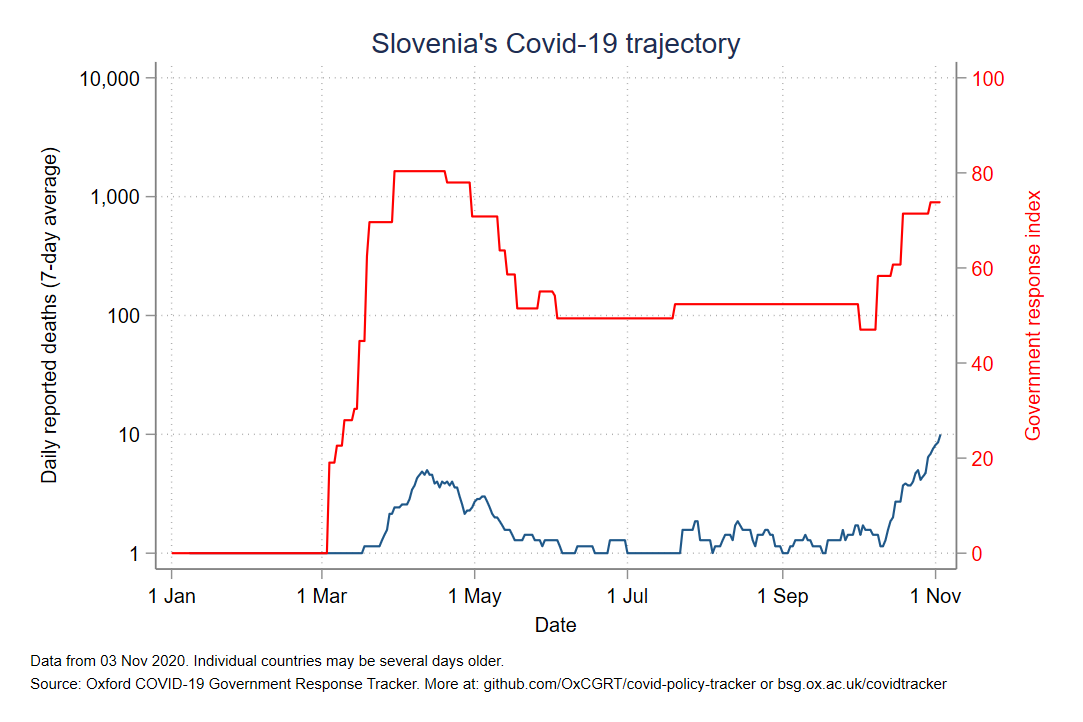 Slovenia's Covid-19 trajectory
Daily reported deaths (7-day average)
10,000
1,000
100
10
1
Government response index
100
80
60
40
20
0
1 Jan
1 Mar
1 May
1 Jul
1 Sep
1 Nov
Date
Data from 03 Nov 2020. Individual countries may be several days older.
Source: Oxford COVID-19 Government Response Tracker. More at: github.com/OxCGRT/covid-policy-tracker or bsg.ox.ac.uk/covidtracker